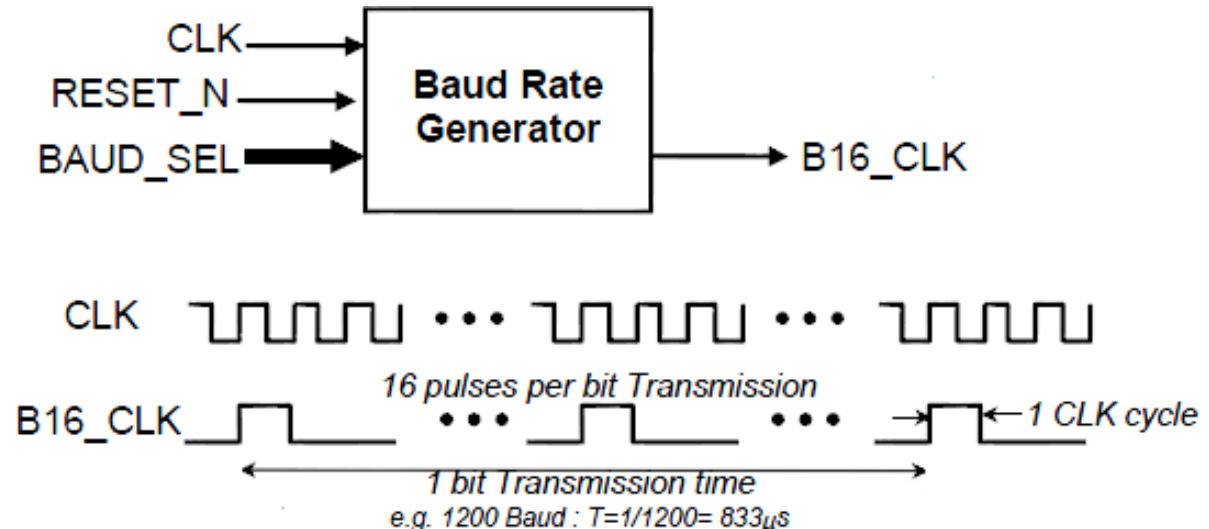 CLK
RESET_N
BAUD_SEL
Baud Rate
Generator
B16_CLK
CLK
16 pulses per bit Transmission
B16_CLK
1 CLK cycle
1 bit Transmission time
e.g. 1200 Baud : T=1/1200= 833µs